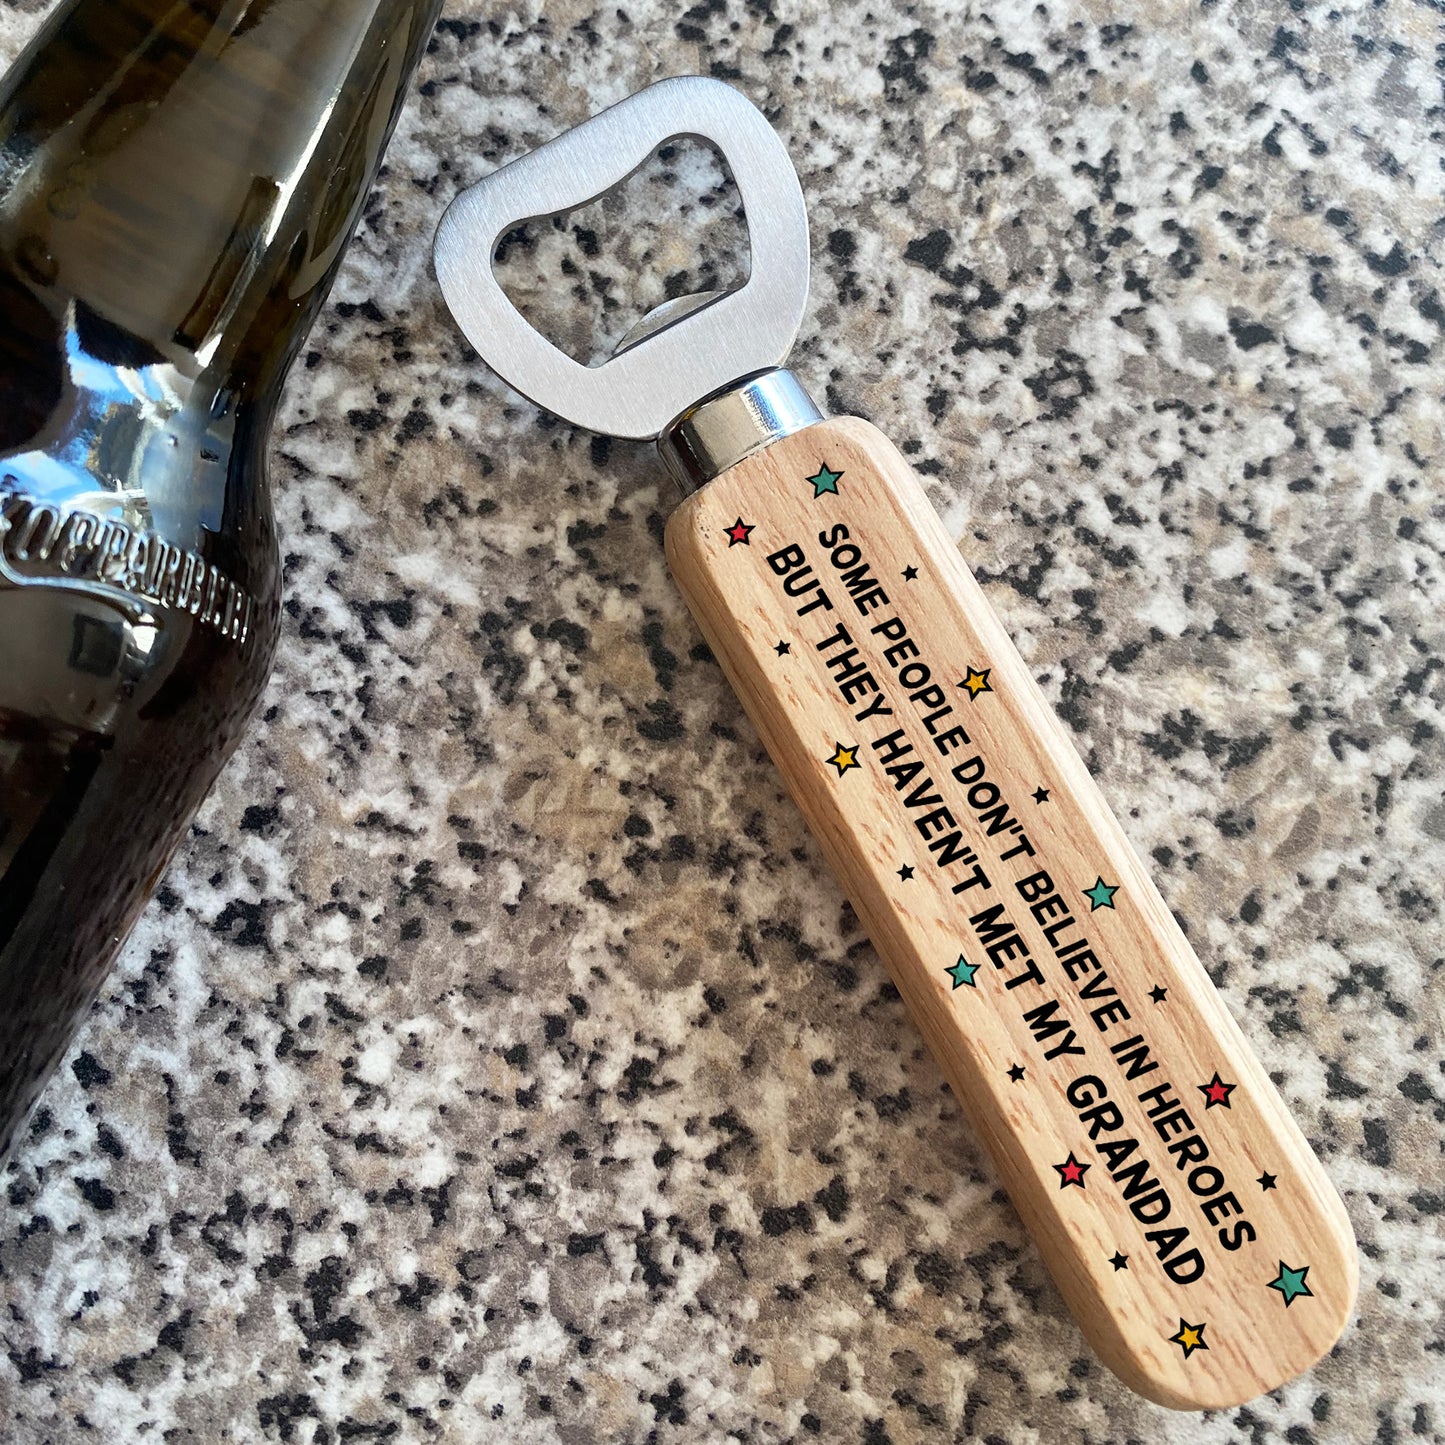 SOME PEOPLE DON'T BELIEVE IN HEROES
BUT THEY HAVEN'T MET MY GRANDAD